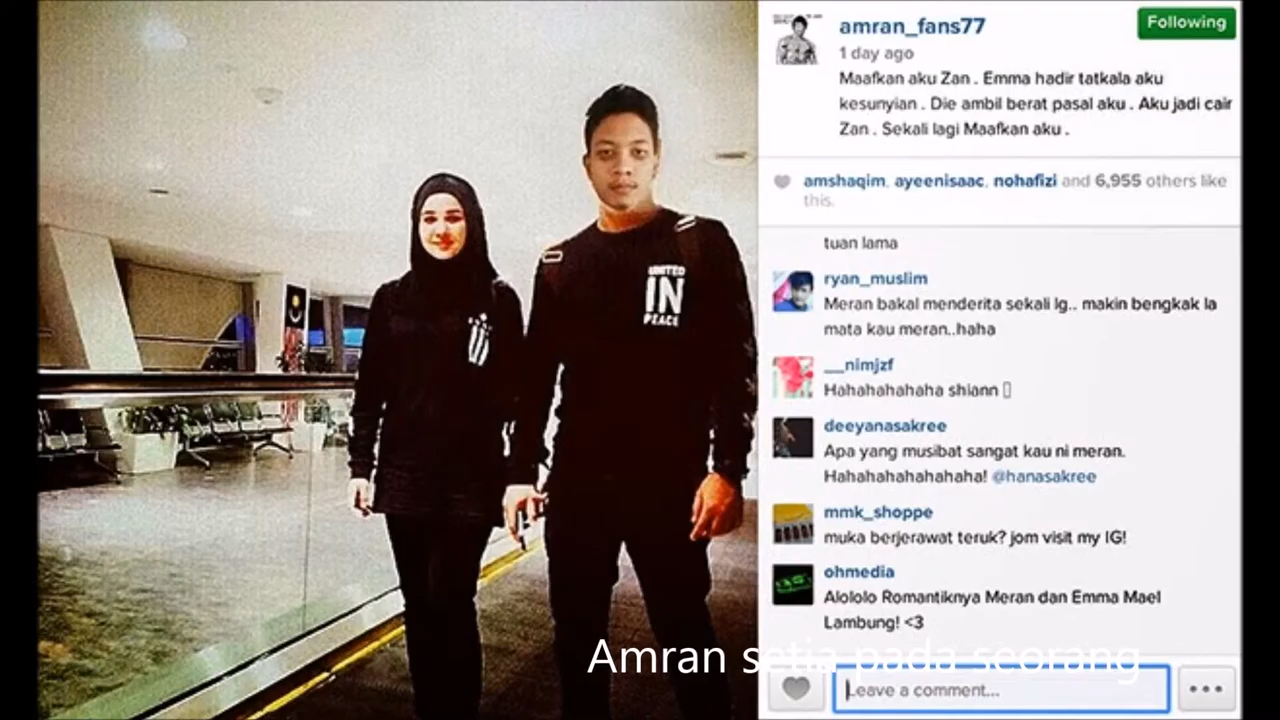 amran_fans77
Following
1 day ago
Maafkan aku Zan . Emma hadir tatkala aku
kesunyian . Die ambil berat pasal aku . Aku jadi cair
Zan . Sekali lagi Maafkan aku .
amshaqim, ayeenisaac, nohafizi and 6,955 others like
this.
tuan lama
ryan_muslim
Meran bakal menderita sekali lg.. makin bengkak la
mata kau meran..haha
__nimjzf
Hahahahahaha shiann
deeyanasakree
Apa yang musibat sangat kau ni meran.
Hahahahahahahaha! @hanasakree
mmk_shoppe
muka berjerawat teruk? jom visit my IG!
ohmedia
Alololo Romantiknya Meran dan Emma Mael
Lambung! <3
Amran setia pada seorang
Leave a comment...
UNITED
IN
PEACE